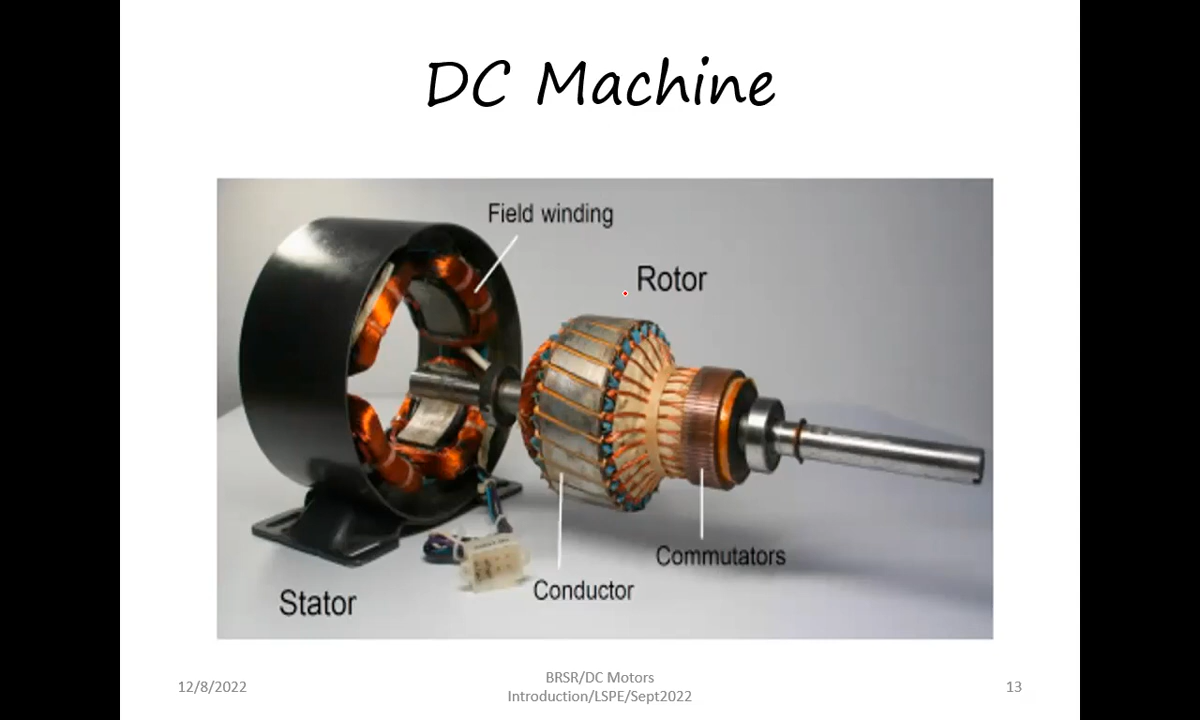 DC Machine
Field winding
Rotor
Commutators
Conductor
Stator
12/8/2022
BRSR/DC Motors
Introduction/LSPE/Sept2022
13